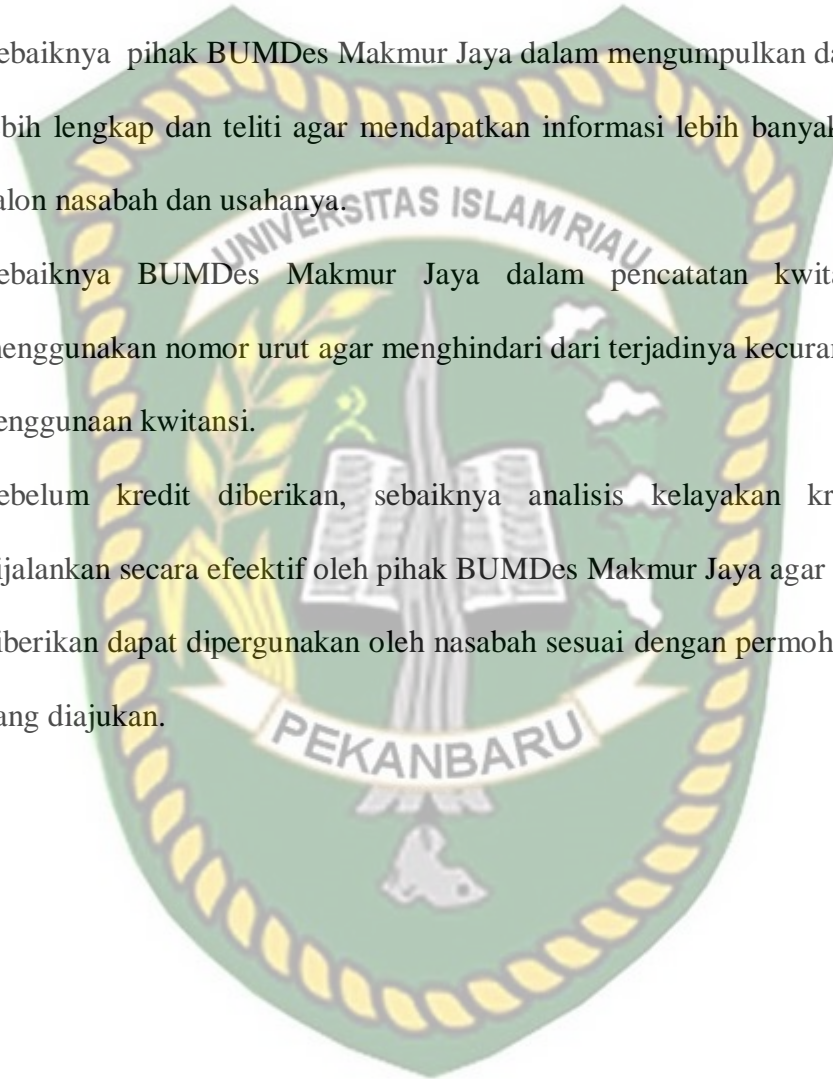 ebaiknya pihak BUMDes Makmur Jaya dalam mengumpulkan da
bih lengkap dan teliti agar mendapatkan informasi lebih banyak
alon nasabah dan usahanya.
UNIVERSITAS ISLAM RIAU
ebaiknya BUMDes Makmur Jaya dalam pencatatan kwita
enggunakan nomor urut agar menghindari dari terjadinya kecuran
enggunaan kwitansi.
ebelum kredit diberikan, sebaiknya analisis kelayakan kr
ijalankan secara efeektif oleh pihak BUMDes Makmur Jaya agar
iberikan dapat dipergunakan oleh nasabah sesuai dengan permoh
ang diajukan.
PEKANBARU